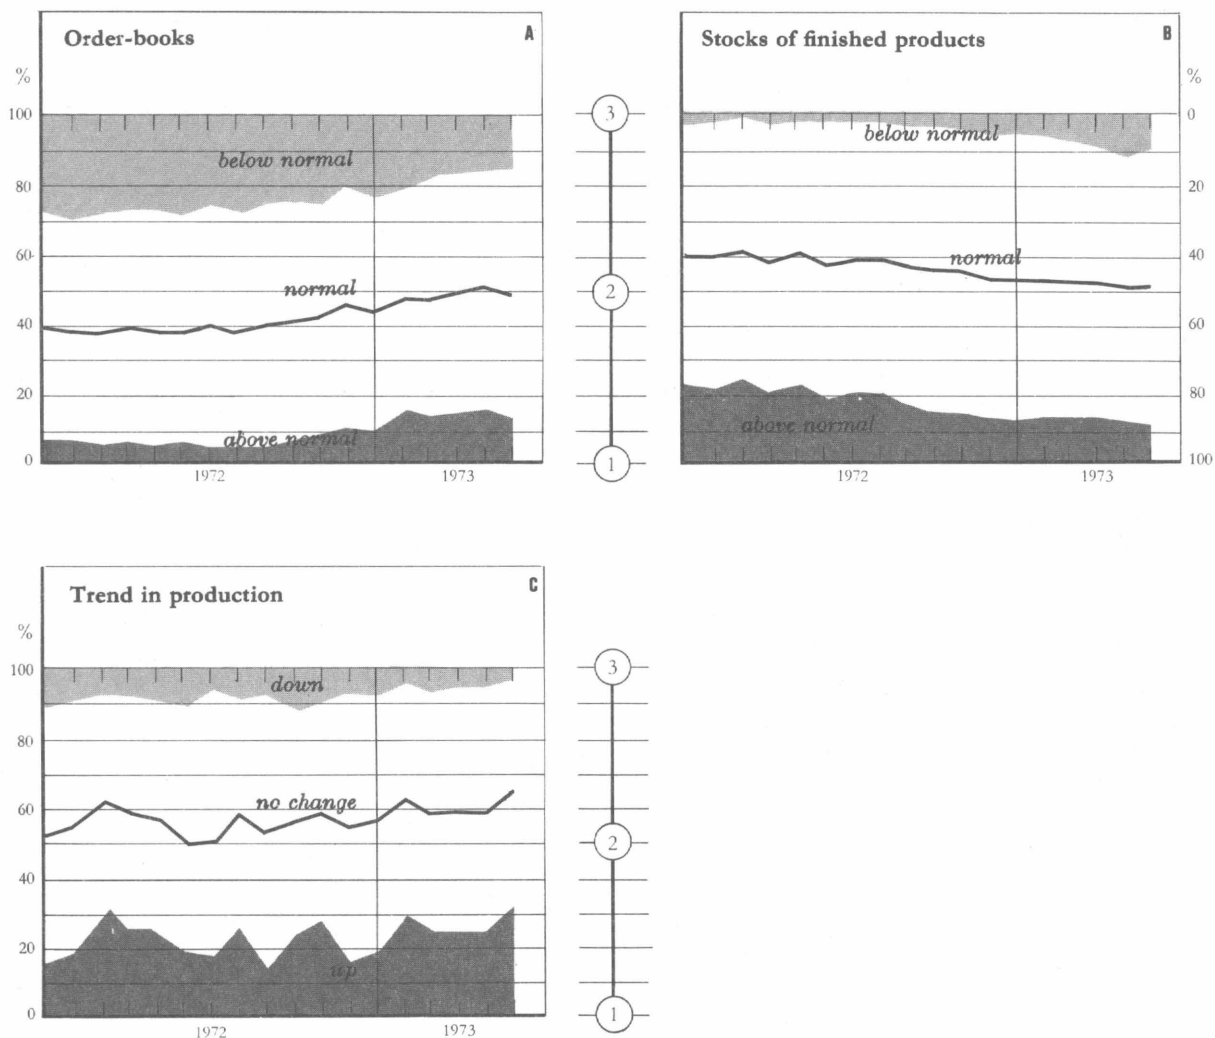 Order-books A
%
100
80
60
40
20
0
below normal
normal
above normal
1972 1973
3
2
1
Stocks of finished products B
%
0
20
40
60
80
100
below normal
normal
above normal
1972 1973
Trend in production C
%
100
80
60
40
20
0
down
no change
up
1972 1973
3
2
1